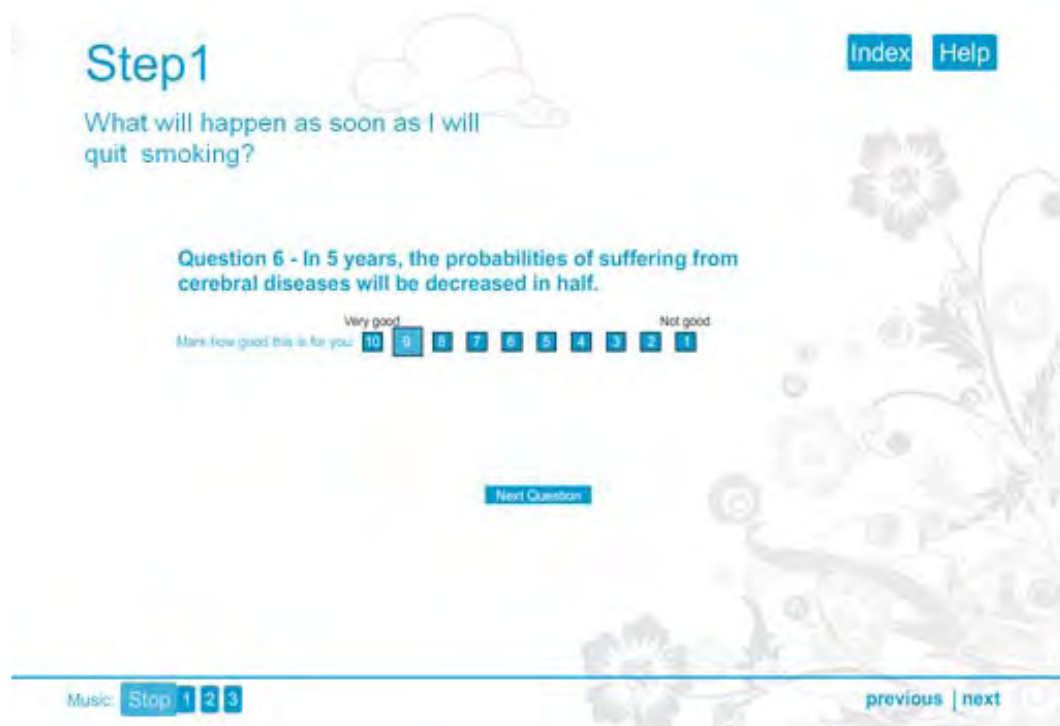 Step1
Index Help
What will happen as soon as I will
quit smoking?
Question 6 - In 5 years, the probabilities of suffering from
cerebral diseases will be decreased in half.
Very good Not good
Mark how good this is for you: 10 9 8 7 6 5 4 3 2 1
Next Question
Music: Stop 1 2 3 previous | next